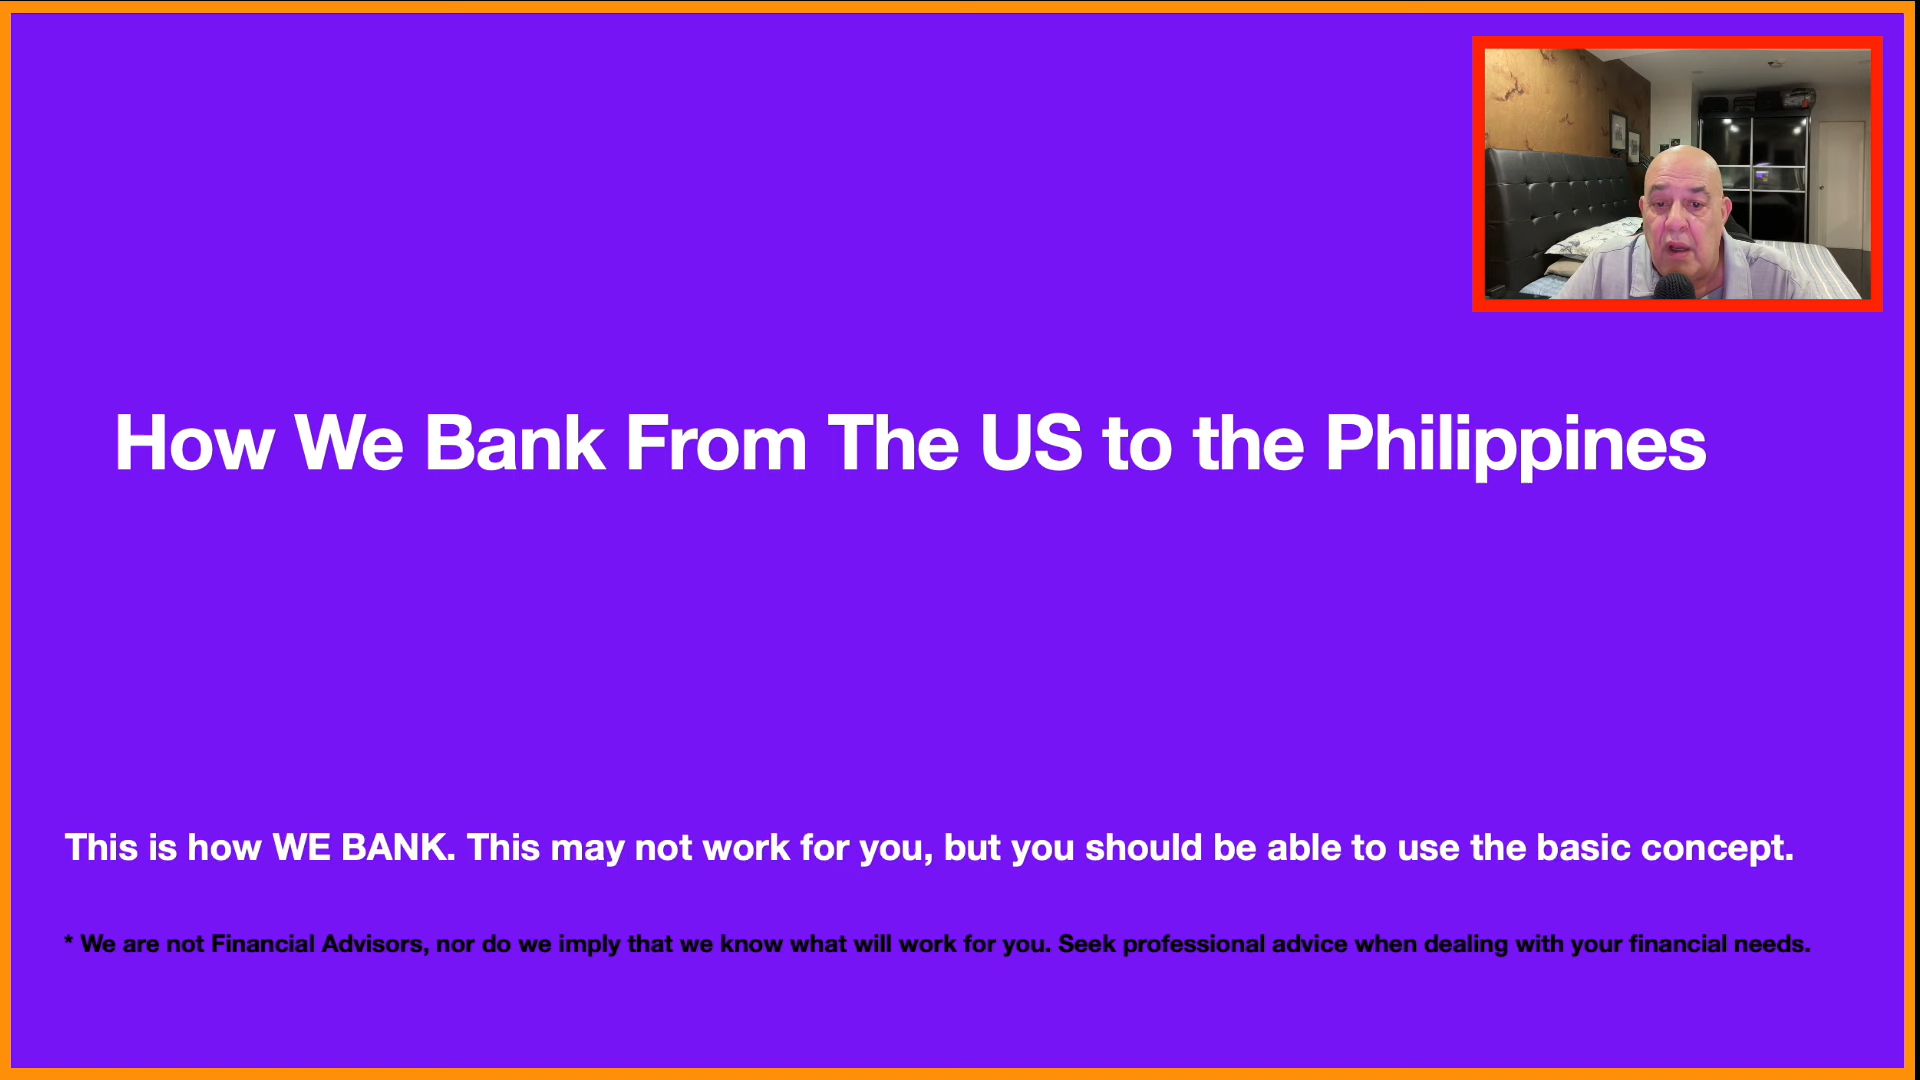 How We Bank From The US to the Philippines
This is how WE BANK. This may not work for you, but you should be able to use the basic concept.
* We are not Financial Advisors, nor do we imply that we know what will work for you. Seek professional advice when dealing with your financial needs.